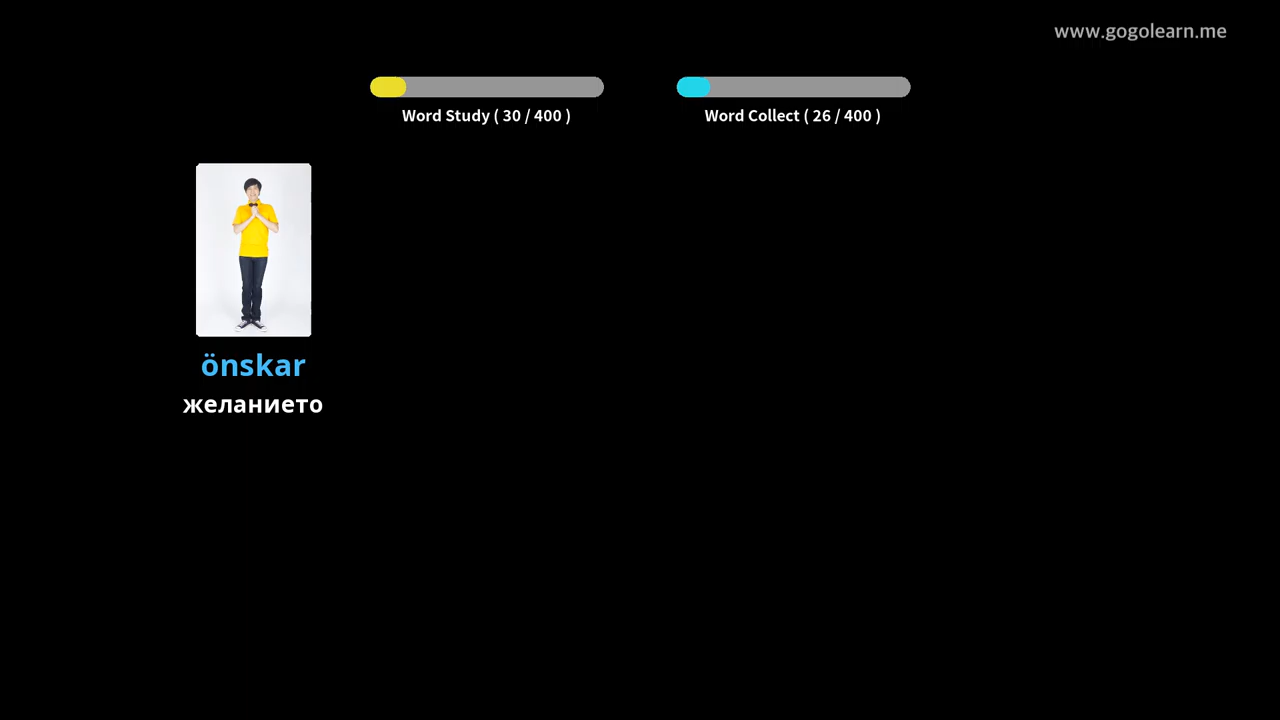 www.gogolearn.me
Word Study ( 30 / 400 )
Word Collect ( 26 / 400 )
önskar
желанието